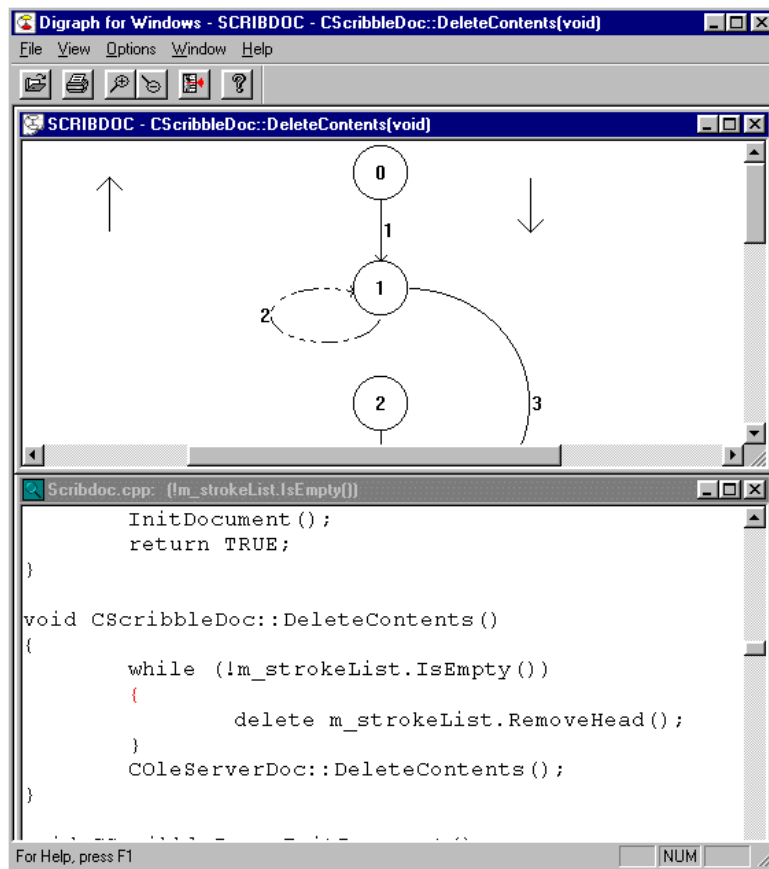 Digraph for Windows - SCRIBDOC - CScribbleDoc::DeleteContents(void)
File View Options Window Help
SCRIBDOC - CScribbleDoc::DeleteContents(void)
0
1
1
2
2
3
Scribdoc.cpp: (!m_strokeList.IsEmpty())
InitDocument();
return TRUE;
}
void CScribbleDoc::DeleteContents()
{
while (!m_strokeList.IsEmpty())
{
delete m_strokeList.RemoveHead();
}
COleServerDoc::DeleteContents();
}
For Help, press F1
NUM